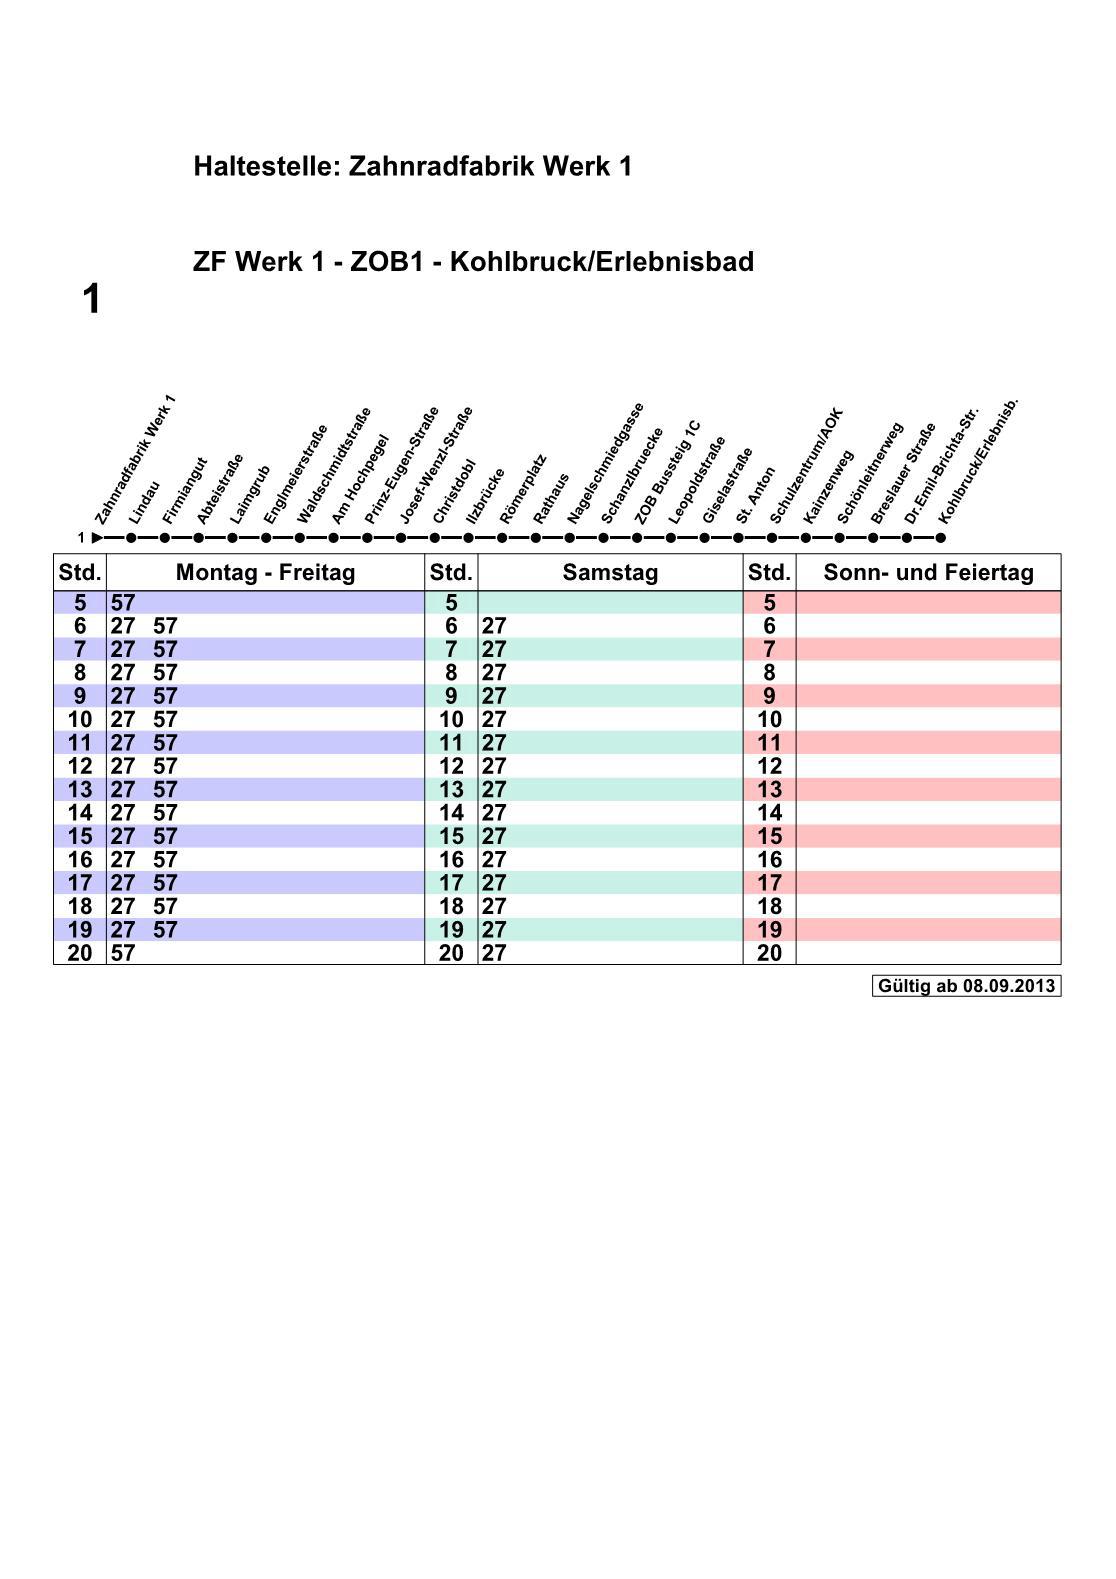 Haltestelle: Zahnradfabrik Werk 1
ZF Werk 1 - ZOB1 - Kohlbruck/Erlebnisbad
1
Zahnradfabrik Werk 1
Lindau
Firmiangut
Abteistraße
Laimgrub
Englmeierstraße
Waldschmidtstraße
Am Hochpegel
Prinz-Eugen-Straße
Josef-Wenzl-Straße
Christdobl
Ilzbrücke
Römerplatz
Rathaus
Nagelschmiedgasse
Schanzlbruecke
ZOB Bussteig 1C
Leopoldstraße
Giselastraße
St. Anton
Schulzentrum/AOK
Kainzenweg
Schönleitnerweg
Breslauer Straße
Dr.Emil-Brichta-Str.
Kohlbruck/Erlebnisb.
1
Std. Montag - Freitag Std. Samstag Std. Sonn- und Feiertag
5 57 5 5
6 27 57 6 27 6
7 27 57 7 27 7
8 27 57 8 27 8
9 27 57 9 27 9
10 27 57 10 27 10
11 27 57 11 27 11
12 27 57 12 27 12
13 27 57 13 27 13
14 27 57 14 27 14
15 27 57 15 27 15
16 27 57 16 27 16
17 27 57 17 27 17
18 27 57 18 27 18
19 27 57 19 27 19
20 57 20 27 20
Gültig ab 08.09.2013